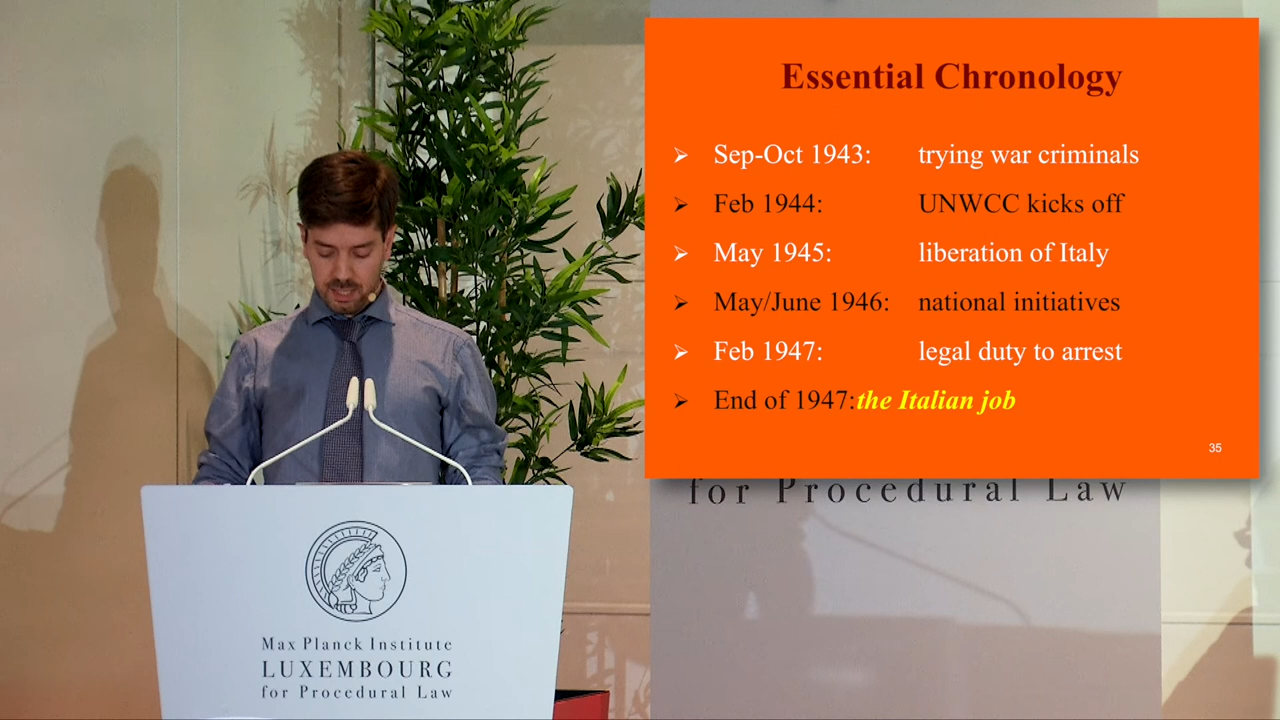 Essential Chronology
➢ Sep-Oct 1943: trying war criminals
➢ Feb 1944: UNWCC kicks off
➢ May 1945: liberation of Italy
➢ May/June 1946: national initiatives
➢ Feb 1947: legal duty to arrest
➢ End of 1947:the Italian job
35
for Procedural Law
Max Planck Institute
LUXEMBOURG
for Procedural Law